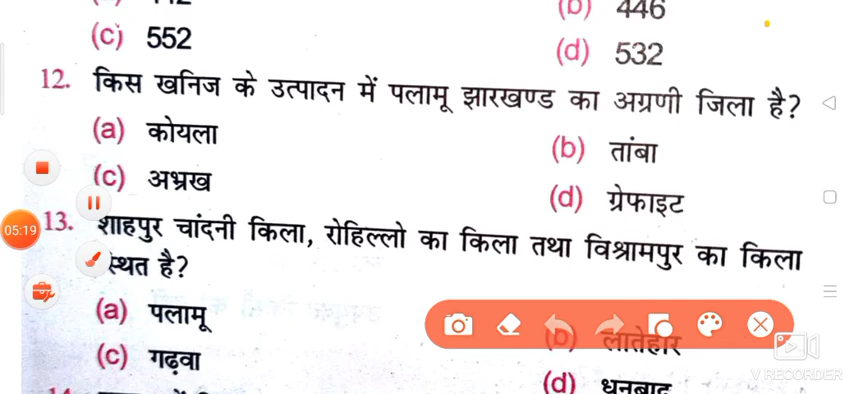 (b) 446
(c) 552
(d) 532
12. किस खनिज के उत्पादन में पलामू झारखण्ड का अग्रणी जिला है?
(a) कोयला
(b) तांबा
(c) अभ्रख
(d) ग्रेफाइट
05:19
13. शाहपुर चांदनी किला, रोहिल्लो का किला तथा विश्रामपुर का किला
स्थत है?
(a) पलामू
(b) लातेहार
(c) गढ़वा
(d) धनबाद
V RECORDER